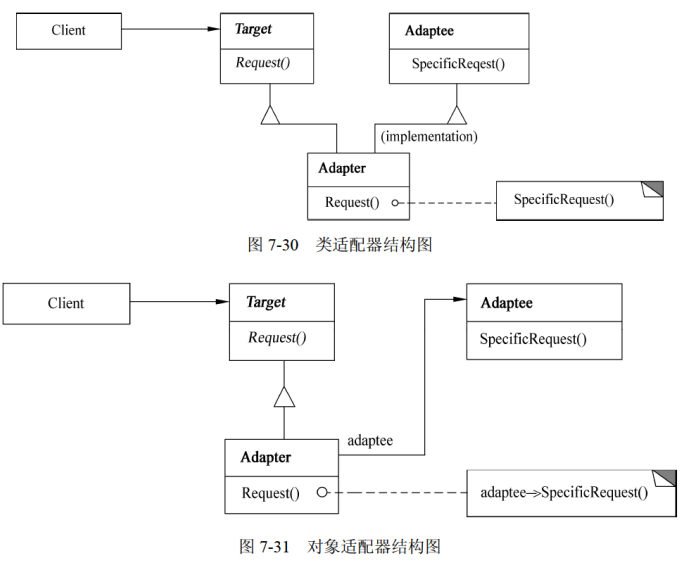 Client
Target
Request()
Adaptee
SpecificReqest()
(implementation)
Adapter
Request()
SpecificRequest()
图 7-30 类适配器结构图
Client
Target
Request()
Adaptee
SpecificRequest()
adaptee
Adapter
Request()
adaptee->SpecificRequest()
图 7-31 对象适配器结构图